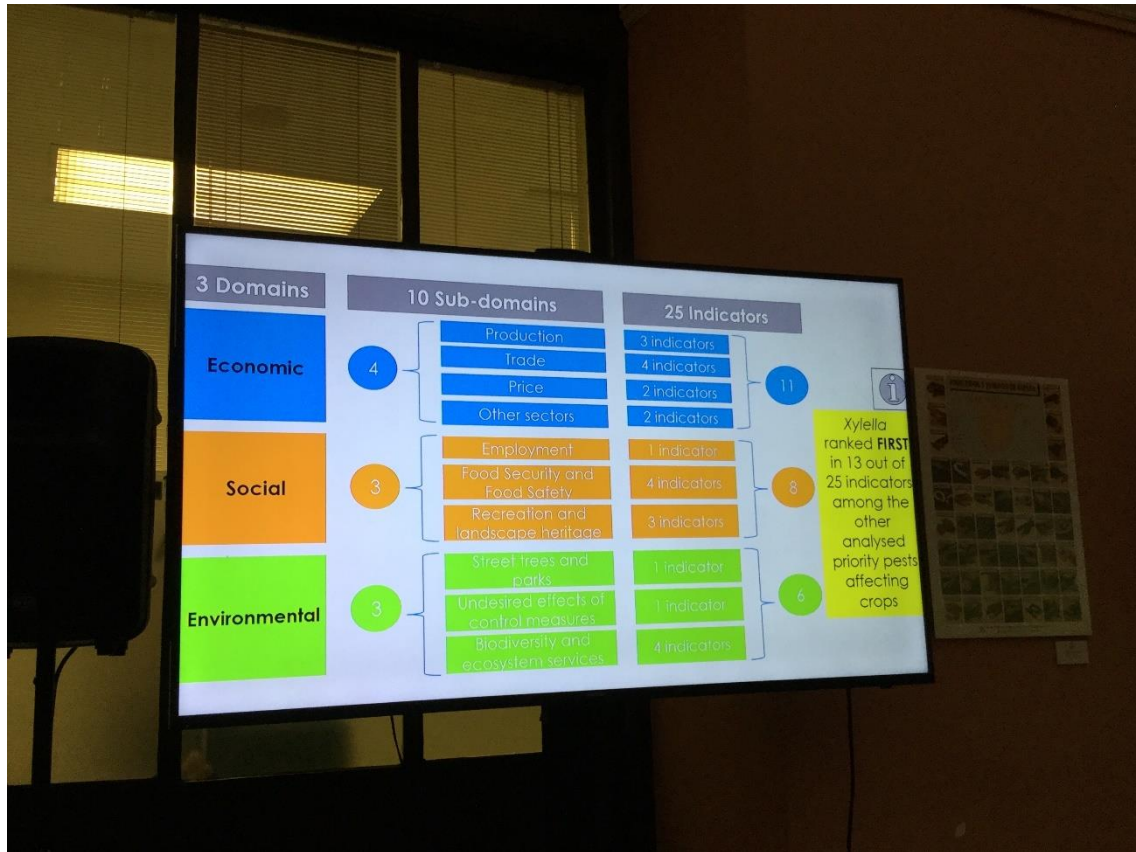 3 Domains
10 Sub-domains
25 Indicators
Economic
4
Production
3 indicators
Trade
4 indicators
Price
2 indicators
Other sectors
2 indicators
11
Social
3
Employment
1 indicator
Food Security and
Food Safety
4 indicators
Recreation and
landscape heritage
3 indicators
8
Environmental
3
Street trees and
parks
1 indicator
Undesired effects of
control measures
1 indicator
Biodiversity and
ecosystem services
4 indicators
6
i
Xylella
ranked FIRST
in 13 out of
25 indicators
among the
other
analysed
priority pests
affecting
crops